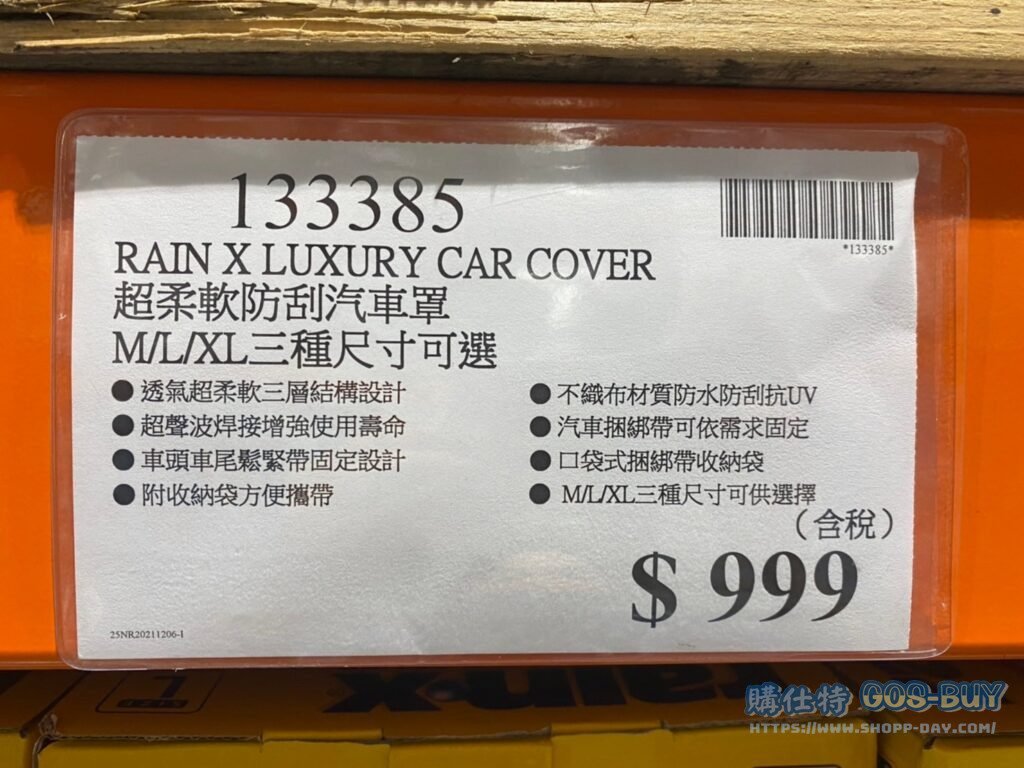 133385
*133385*
RAIN X LUXURY CAR COVER
超柔軟防刮汽車罩
M/L/XL三種尺寸可選
● 透氣超柔軟三層結構設計
● 超聲波焊接增強使用壽命
● 車頭車尾鬆緊帶固定設計
● 附收納袋方便攜帶
● 不織布材質防水防刮抗UV
● 汽車捆綁帶可依需求固定
● 口袋式捆綁帶收納袋
● M/L/XL三種尺寸可供選擇
（含稅）
$ 999
25NR20211206-1
L
rain-x
購仕特 COS-BUY
HTTPS://WWW.SHOPP-DAY.COM/